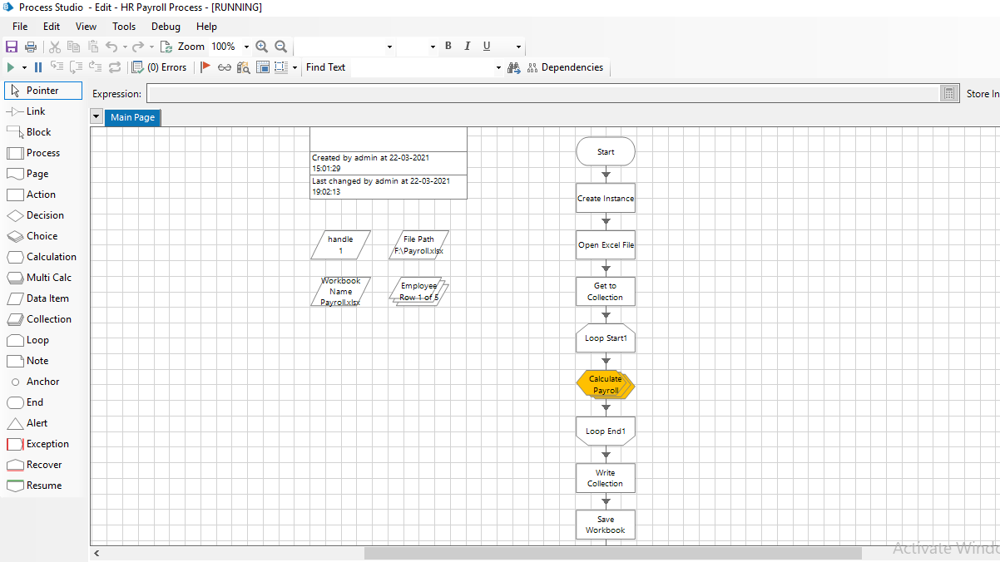 Process Studio - Edit - HR Payroll Process - [RUNNING]
File Edit View Tools Debug Help
Zoom 100% B I U
(0) Errors Find Text Dependencies
Pointer
Link
Block
Process
Page
Action
Decision
Choice
Calculation
Multi Calc
Data Item
Collection
Loop
Note
Anchor
End
Alert
Exception
Recover
Resume
Expression: Store In
Main Page
Created by admin at 22-03-2021
15:01:29
Last changed by admin at 22-03-2021
19:02:13
handle
1
File Path
F:\Payroll.xlsx
Workbook
Name
Payroll.xlsx
Employee
Row 1 of 5
Start
Create Instance
Open Excel File
Get to
Collection
Loop Start1
Calculate
Payroll
Loop End1
Write
Collection
Save
Workbook
Activate Windo